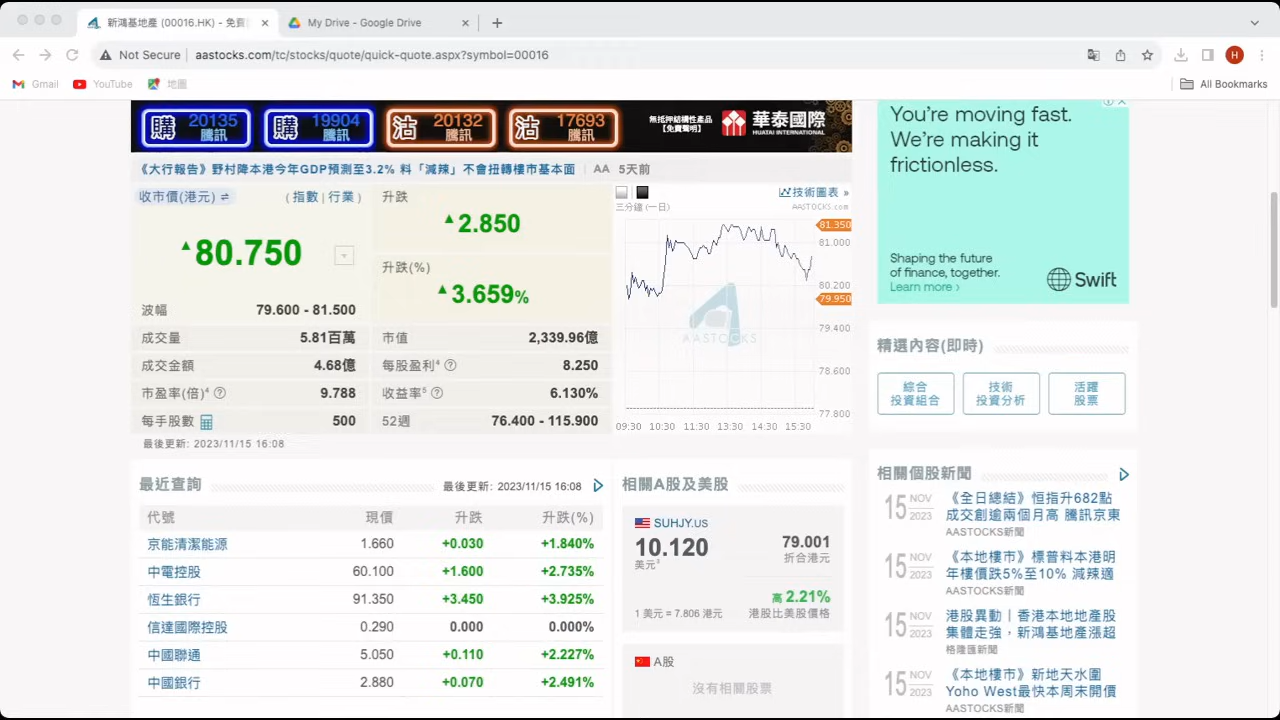 新鴻基地產 (00016.HK) - 免費
My Drive - Google Drive
Not Secure
aastocks.com/tc/stocks/quote/quick-quote.aspx?symbol=00016
H
Gmail
YouTube
地圖
All Bookmarks
購 20135 騰訊
購 19904 騰訊
沽 20132 騰訊
沽 17693 騰訊
無抵押結構性產品
【免責聲明】
華泰國際
HUATAI INTERNATIONAL
《大行報告》野村降本港今年GDP預測至3.2% 料「減辣」不會扭轉樓市基本面
AA 5天前
收市價(港元)
( 指數 | 行業 )
80.750
升跌
2.850
升跌(%)
3.659%
波幅 79.600 - 81.500
成交量 5.81百萬
市值 2,339.96億
成交金額 4.68億
每股盈利4 8.250
市盈率(倍)4 9.788
收益率5 6.130%
每手股數 500
52週 76.400 - 115.900
最後更新: 2023/11/15 16:08
技術圖表 »
三分鐘 (一日)
AASTOCKS.com
81.350
81.000
80.200
79.950
79.400
78.600
77.800
AASTOCKS
09:30 10:30 11:30 13:30 14:30 15:30
最近查詢
最後更新: 2023/11/15 16:08
代號 現價 升跌 升跌(%)
京能清潔能源 1.660 +0.030 +1.840%
中電控股 60.100 +1.600 +2.735%
恆生銀行 91.350 +3.450 +3.925%
信達國際控股 0.290 0.000 0.000%
中國聯通 5.050 +0.110 +2.227%
中國銀行 2.880 +0.070 +2.491%
相關A股及美股
SUHJY.US
10.120
美元3
79.001
折合港元
高 2.21%
1 美元 = 7.806 港元
港股比美股價格
A股
沒有相關股票
You're moving fast.
We're making it
frictionless.
Shaping the future
of finance, together.
Learn more ›
Swift
精選內容(即時)
綜合
投資組合
技術
投資分析
活躍
股票
相關個股新聞
15 NOV 2023
《全日總結》恒指升682點
成交創逾兩個月高 騰訊京東
AASTOCKS新聞
15 NOV 2023
《本地樓市》標普料本港明
年樓價跌5%至10% 減辣適
AASTOCKS新聞
15 NOV 2023
港股異動丨香港本地地產股
集體走強，新鴻基地產漲超
格隆匯新聞
15 NOV 2023
《本地樓市》新地天水圍
Yoho West最快本周末開價
AASTOCKS新聞